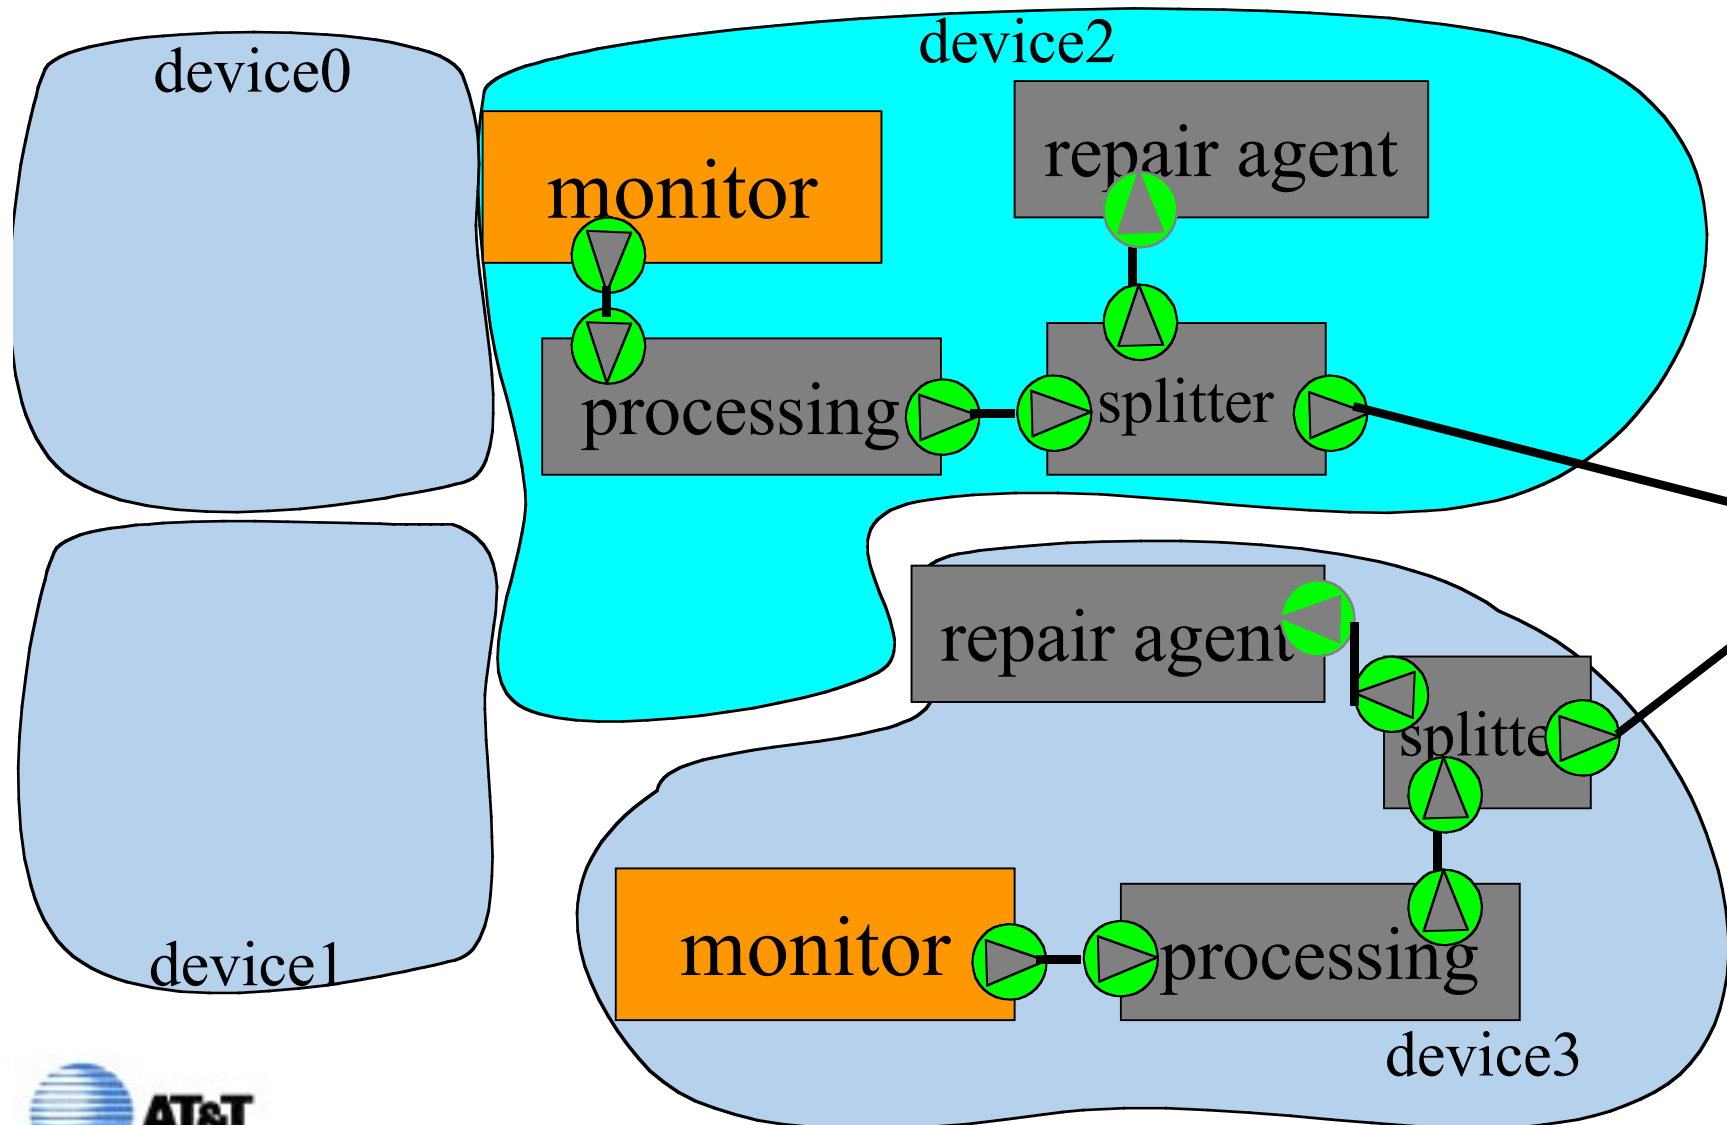 device0
device2
monitor
repair agent
processing
splitter
repair agent
splitte
monitor
processing
device1
device3
AT&T